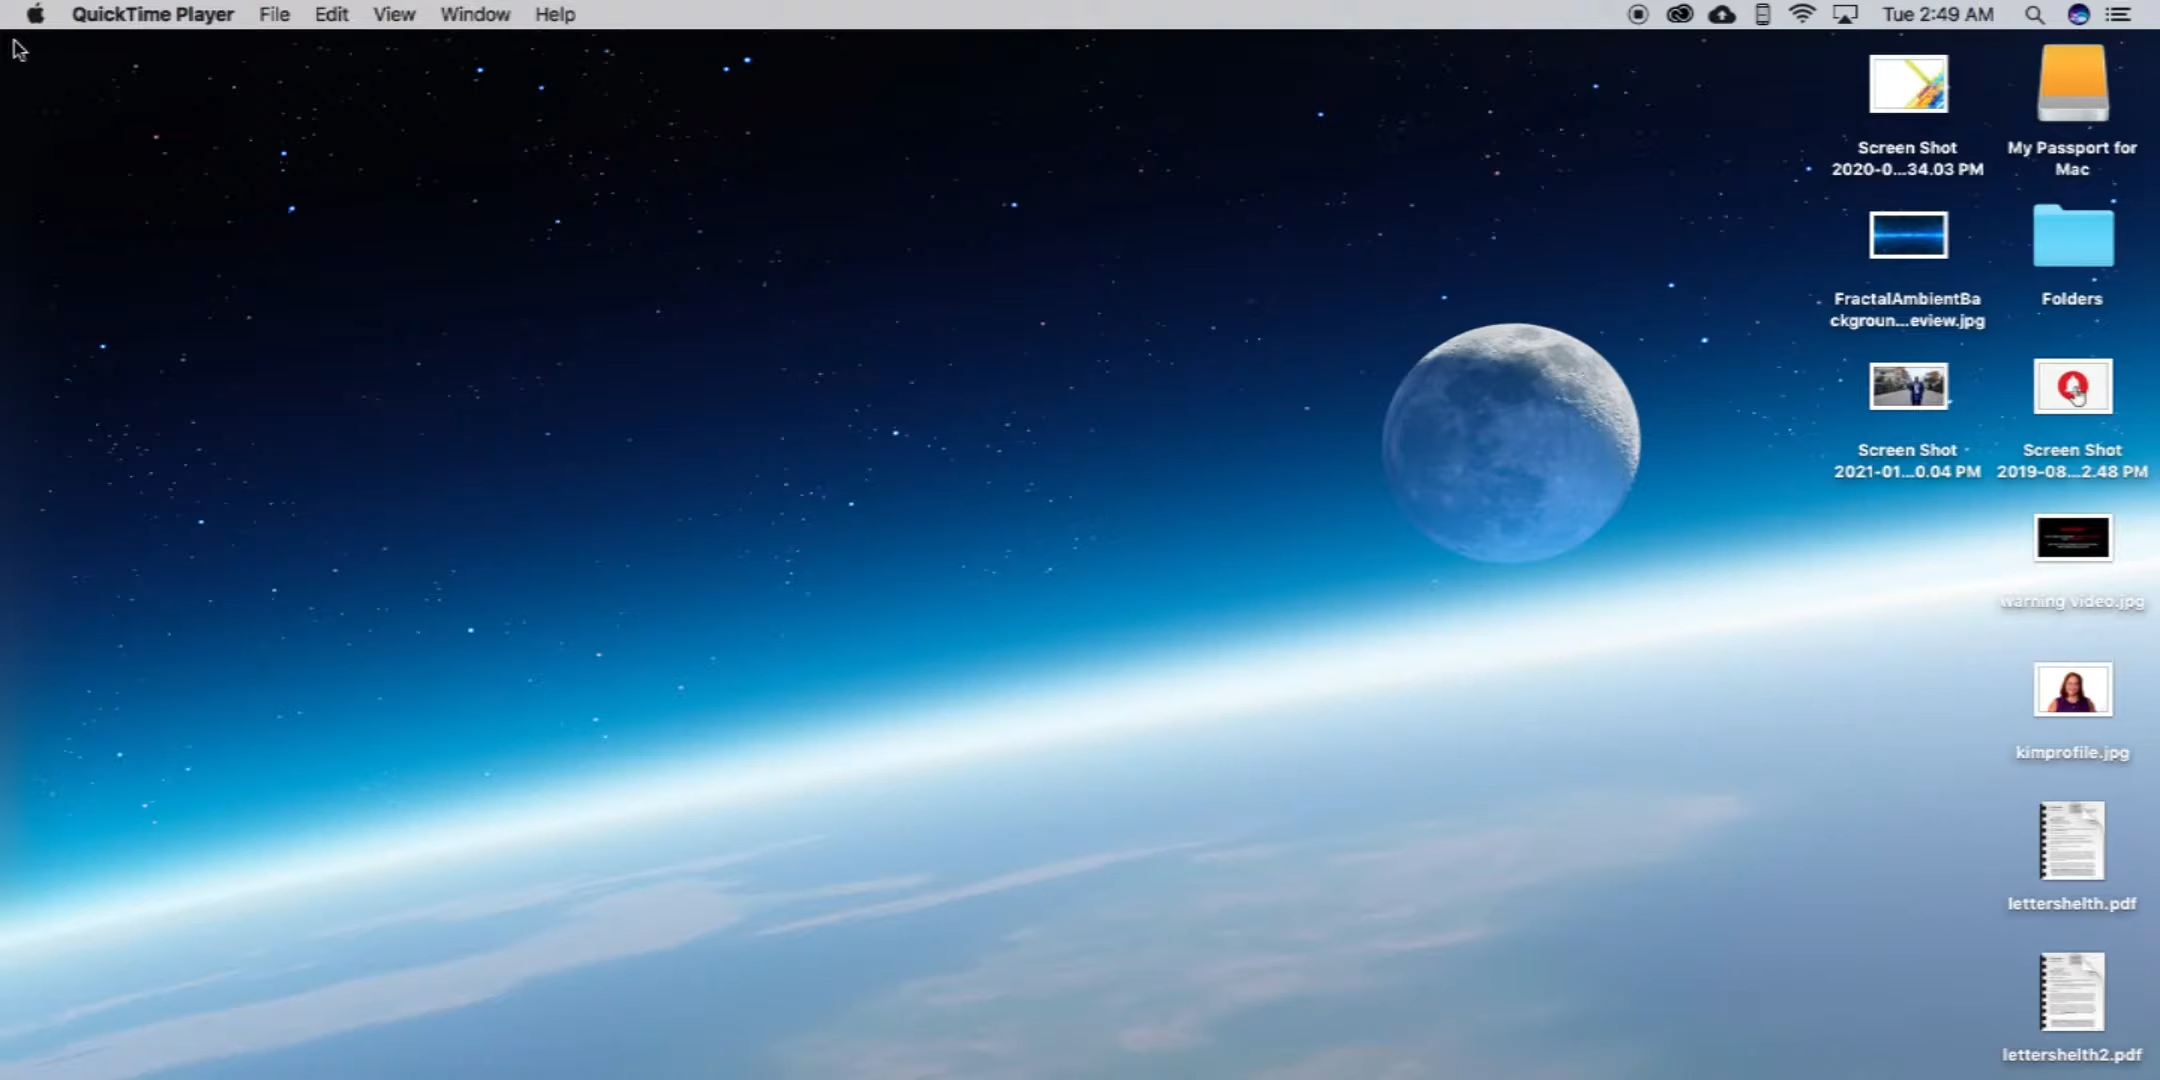 QuickTime Player File Edit View Window Help Tue 2:49 AM
Screen Shot
2020-0...34.03 PM
My Passport for
Mac
FractalAmbientBa
ckgroun...eview.jpg
Folders
Screen Shot
2021-01...0.04 PM
Screen Shot
2019-08...2.48 PM
warning video.jpg
kimprofile.jpg
lettershelth.pdf
lettershelth2.pdf